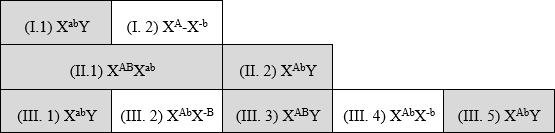 (I.1) XᵃᵇY (I. 2) Xᴬ-X⁻ᵇ
(II.1) XᴬᴮXᵃᵇ (II. 2) XᴬᵇY
(III. 1) XᵃᵇY (III. 2) XᴬᵇX⁻ᴮ (III. 3) XᴬᴮY (III. 4) XᴬᵇX⁻ᵇ (III. 5) XᴬᵇY